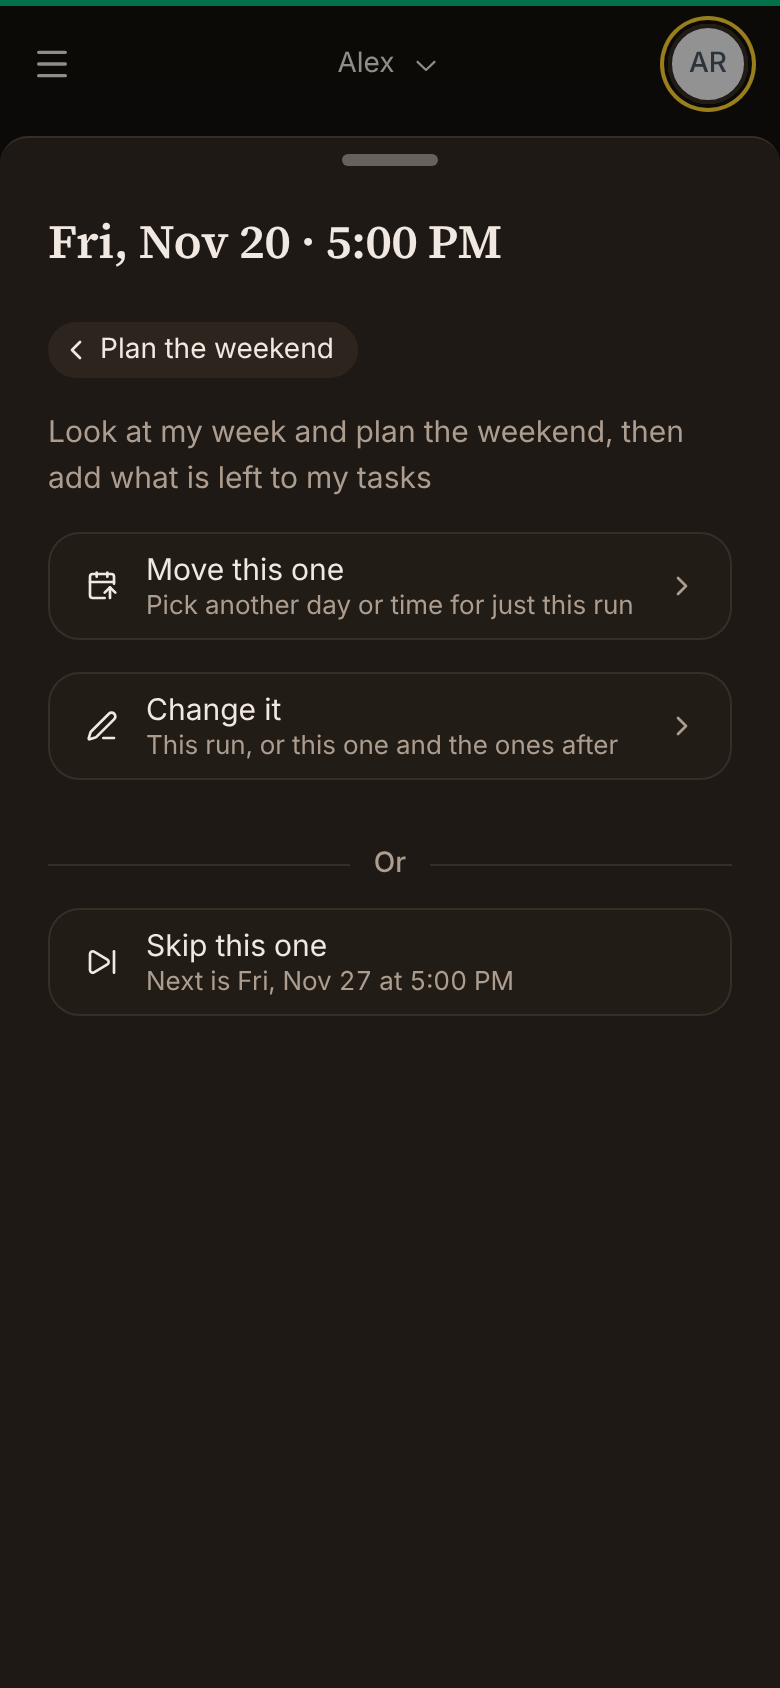 Alex
AR
Fri, Nov 20 · 5:00 PM
Plan the weekend
Look at my week and plan the weekend, then
add what is left to my tasks
Move this one
Pick another day or time for just this run
Change it
This run, or this one and the ones after
Or
Skip this one
Next is Fri, Nov 27 at 5:00 PM